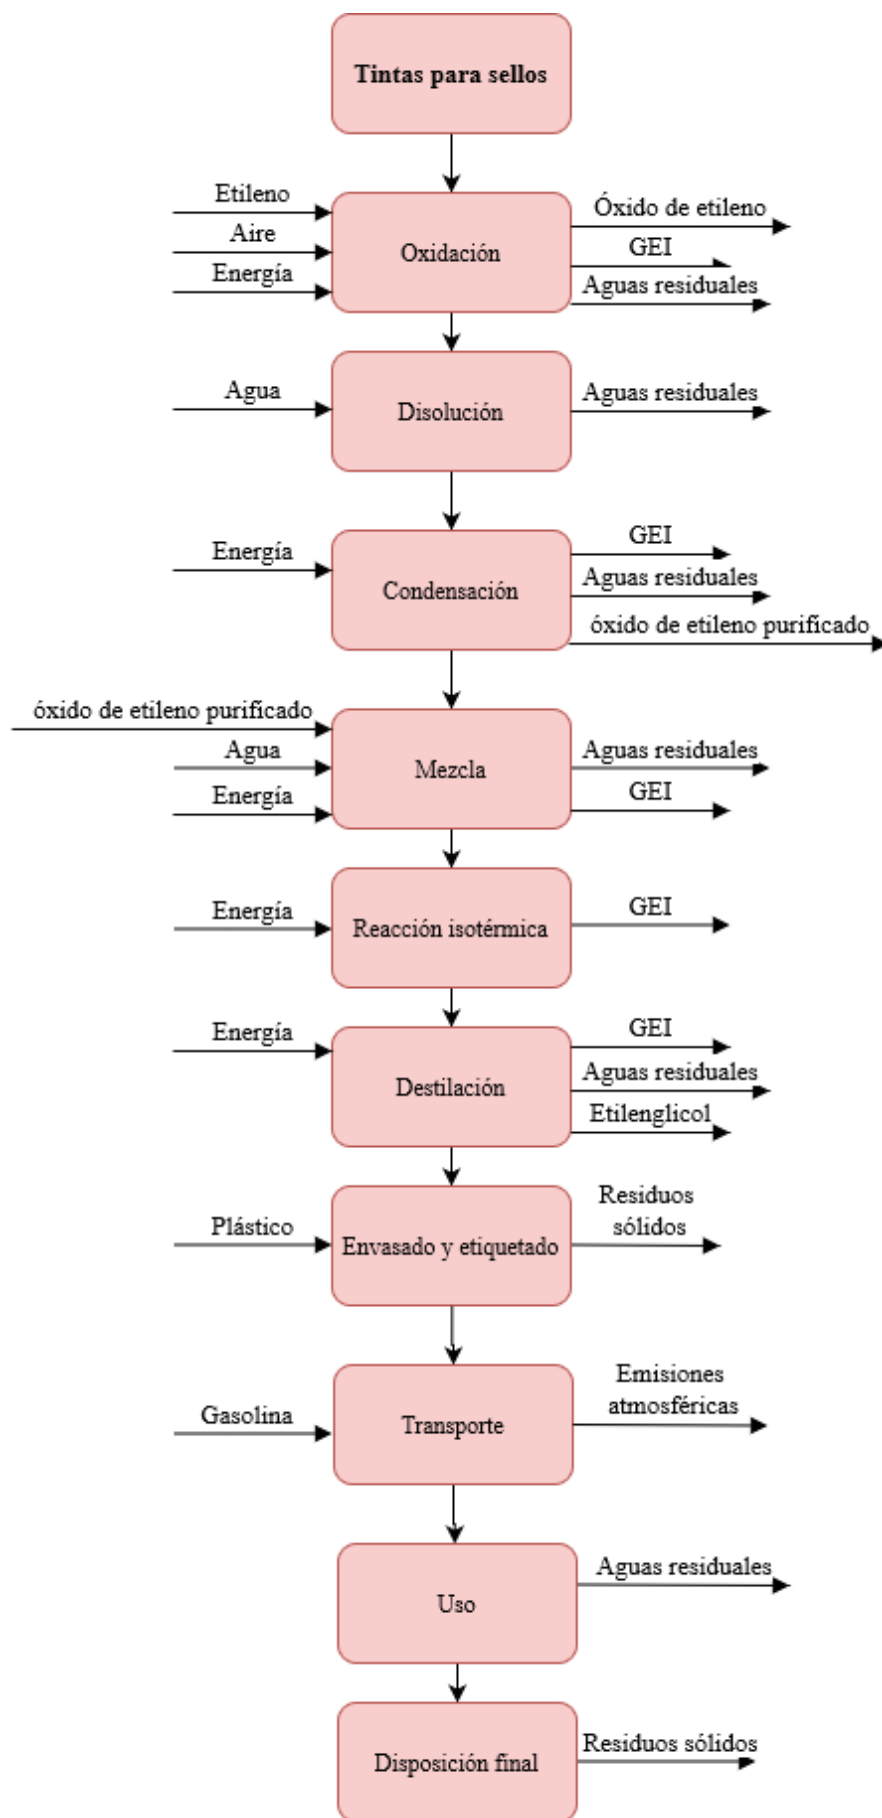 Tintas para sellos
Etileno
Aire
Energía
Oxidación
Óxido de etileno
GEI
Aguas residuales
Agua
Disolución
Aguas residuales
Energía
Condensación
GEI
Aguas residuales
óxido de etileno purificado
óxido de etileno purificado
Agua
Energía
Mezcla
Aguas residuales
GEI
Energía
Reacción isotérmica
GEI
Energía
Destilación
GEI
Aguas residuales
Etilenglicol
Plástico
Envasado y etiquetado
Residuos
sólidos
Gasolina
Transporte
Emisiones
atmosféricas
Uso
Aguas residuales
Disposición final
Residuos sólidos